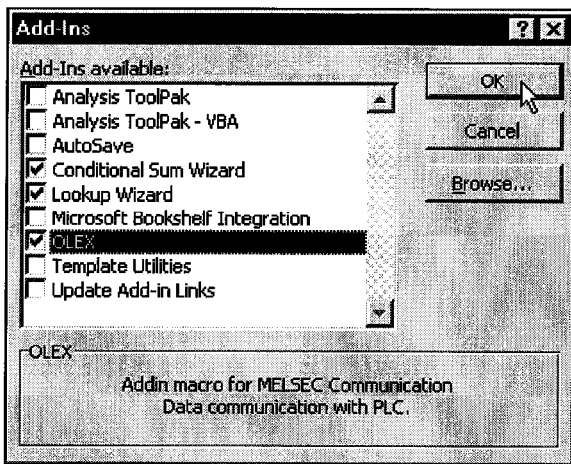 Add-Ins
Add-Ins available:
Analysis ToolPak
Analysis ToolPak - VBA
AutoSave
Conditional Sum Wizard
Lookup Wizard
Microsoft Bookshelf Integration
OLEX
Template Utilities
Update Add-in Links
OK
Cancel
Browse...
OLEX
Addin macro for MELSEC Communication
Data communication with PLC.